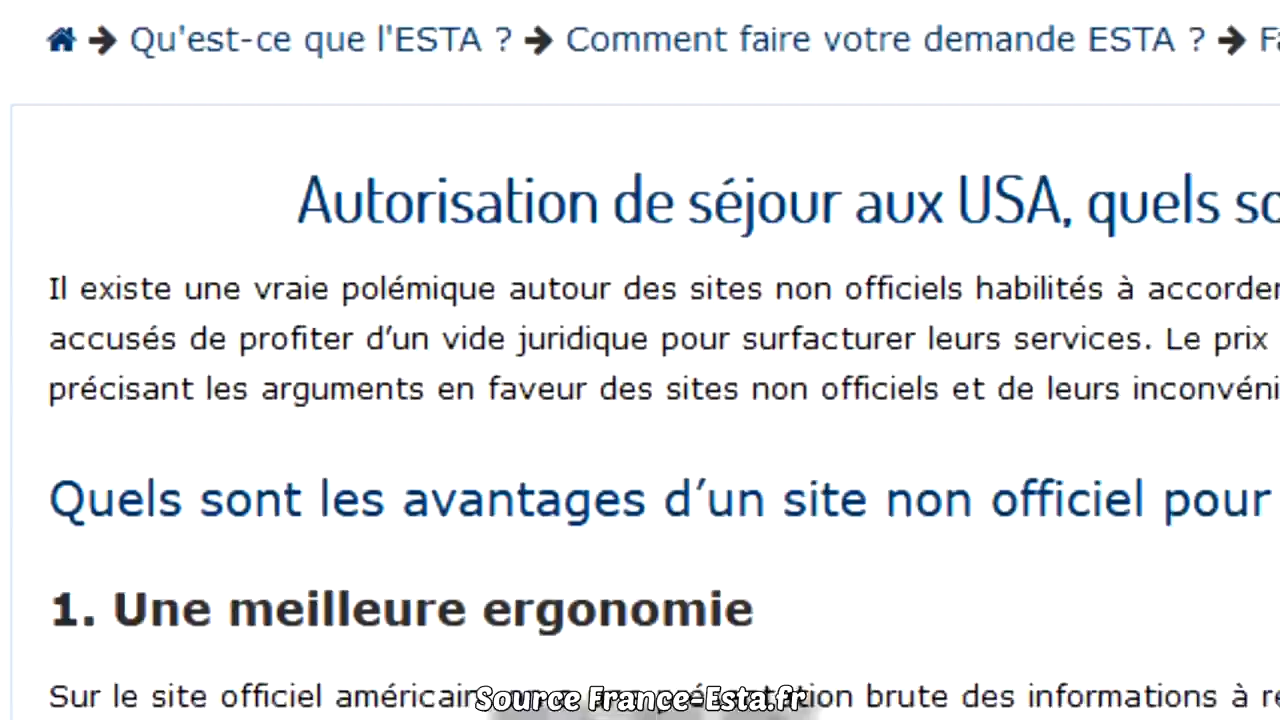 Qu'est-ce que l'ESTA ? Comment faire votre demande ESTA ?
Autorisation de séjour aux USA, quels
Il existe une vraie polémique autour des sites non officiels habilités à
accusés de profiter d’un vide juridique pour surfacturer leurs services. Le prix
précisant les arguments en faveur des sites non officiels et de leurs
Quels sont les avantages d’un site non officiel pour
1. Une meilleure ergonomie
Sur le site officiel brute des informations à
Source France-Esta.fr